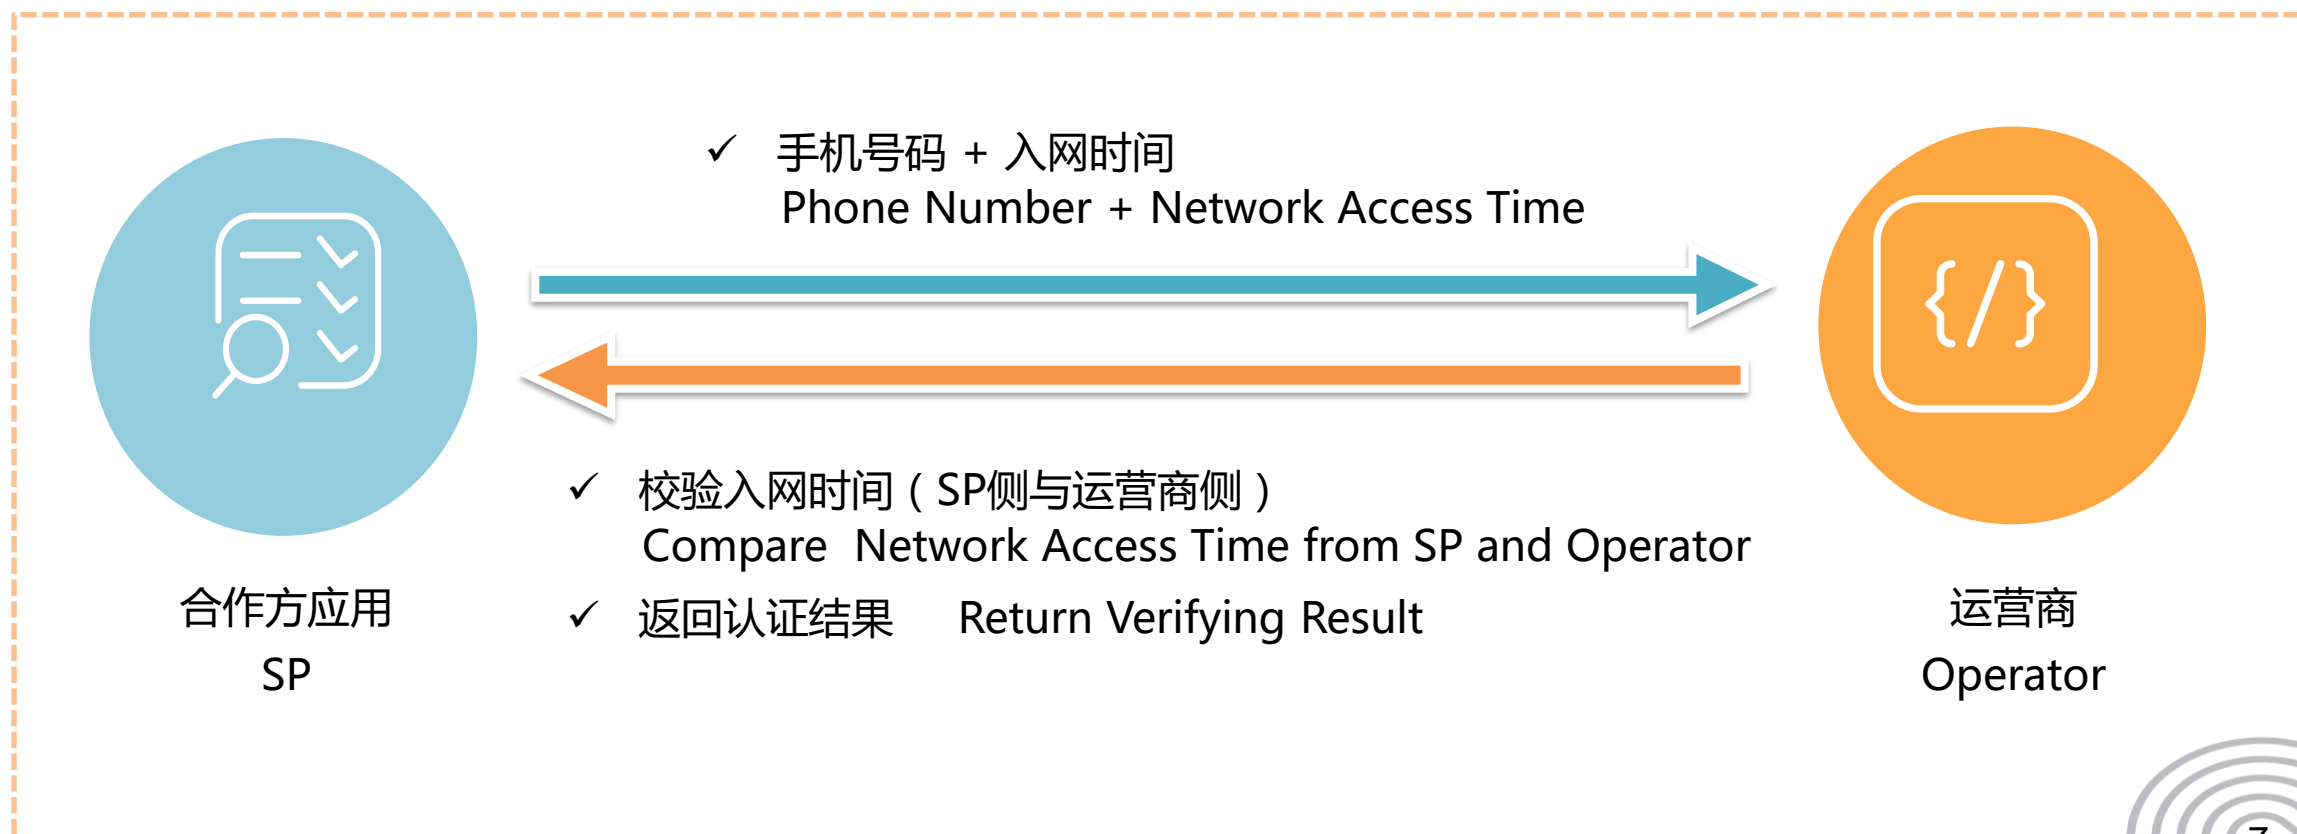 ✓ 手机号码 + 入网时间
Phone Number + Network Access Time
{/}
✓ 校验入网时间（SP侧与运营商侧）
Compare Network Access Time from SP and Operator
✓ 返回认证结果 Return Verifying Result
合作方应用
SP
运营商
Operator